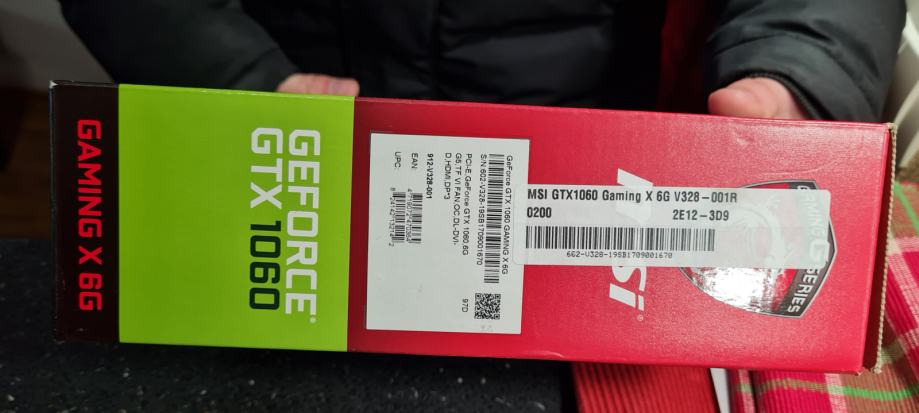 GAMING X 6G
GEFORCE®
GTX 1060
GeForce GTX 1060 GAMING X 6G
S/N:602-V328-19SB1709001670
PCI-E,GeForce GTX 1060,6G
G5,TF VI FAN,OC,DL-DVI-
D,HDMI,DP*3
912-V328-001
EAN:
UPC:
97D
MSI GTX1060 Gaming X 6G V328-001R
0200
2E12-3D9
602-V328-19SB1709001670
msi®
GAMING G SERIES